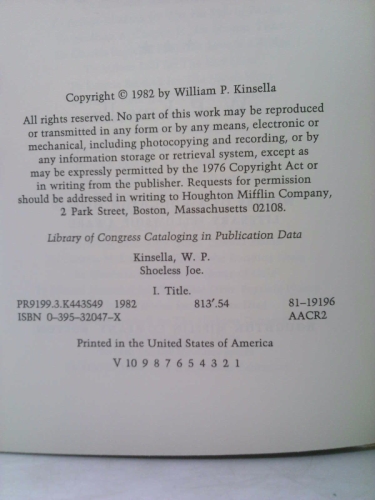 Copyright © 1982 by William P. Kinsella
All rights reserved. No part of this work may be reproduced
or transmitted in any form or by any means, electronic or
mechanical, including photocopying and recording, or by
any information storage or retrieval system, except as
may be expressly permitted by the 1976 Copyright Act or
in writing from the publisher. Requests for permission
should be addressed in writing to Houghton Mifflin Company,
2 Park Street, Boston, Massachusetts 02108.
Library of Congress Cataloging in Publication Data
Kinsella, W. P.
Shoeless Joe.
I. Title.
PR9199.3.K443S49 1982 813'.54 81-19196
ISBN 0-395-32047-X AACR2
Printed in the United States of America
V 10 9 8 7 6 5 4 3 2 1